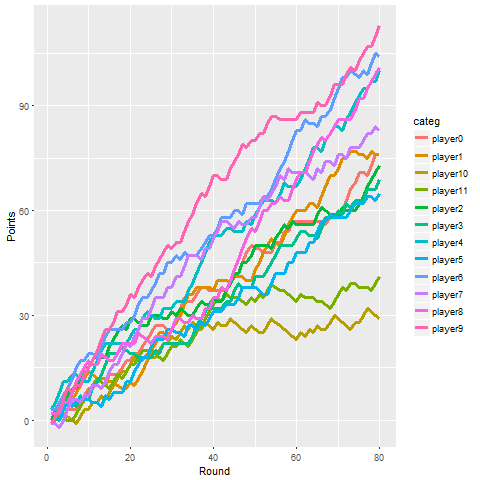 Points
90
60
30
0
0
20
40
60
80
Round
categ
player0
player1
player10
player11
player2
player3
player4
player5
player6
player7
player8
player9